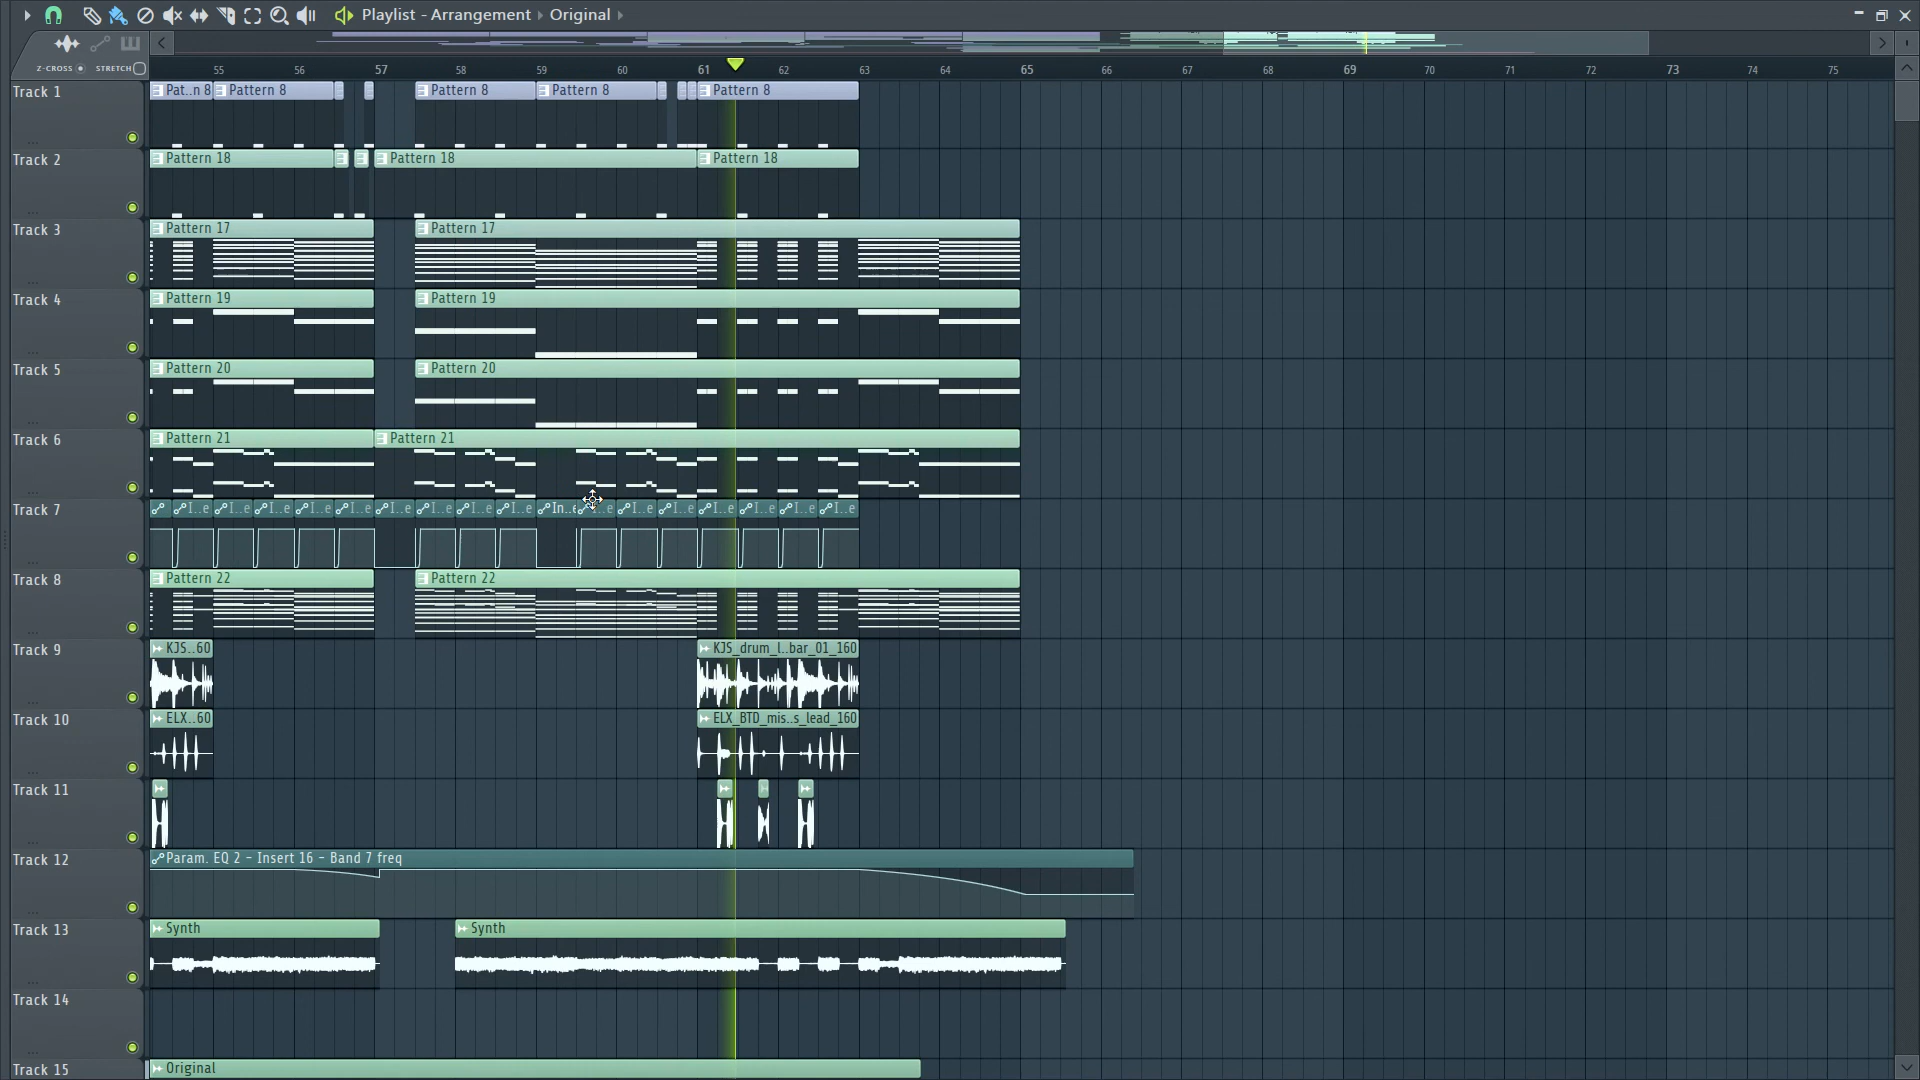 Playlist - Arrangement › Original ›
Z-CROSS STRETCH
55 56 57 58 59 60 61 62 63 64 65 66 67 68 69 70 71 72 73 74 75
Track 1 Pat..n 8 Pattern 8 Pattern 8 Pattern 8 Pattern 8
Track 2 Pattern 18 Pattern 18 Pattern 18
Track 3 Pattern 17 Pattern 17
Track 4 Pattern 19 Pattern 19
Track 5 Pattern 20 Pattern 20
Track 6 Pattern 21 Pattern 21
Track 7 I..e I..e I..e I..e I..e I..e I..e I..e I..e In..e I..e I..e I..e I..e I..e I..e I..e
Track 8 Pattern 22 Pattern 22
Track 9 KJS..60 KJS_drum_l..bar_01_160
Track 10 ELX..60 ELX_BTD_mis..s_lead_160
Track 11
Track 12 Param. EQ 2 - Insert 16 - Band 7 freq
Track 13 Synth Synth
Track 14
Track 15 Original